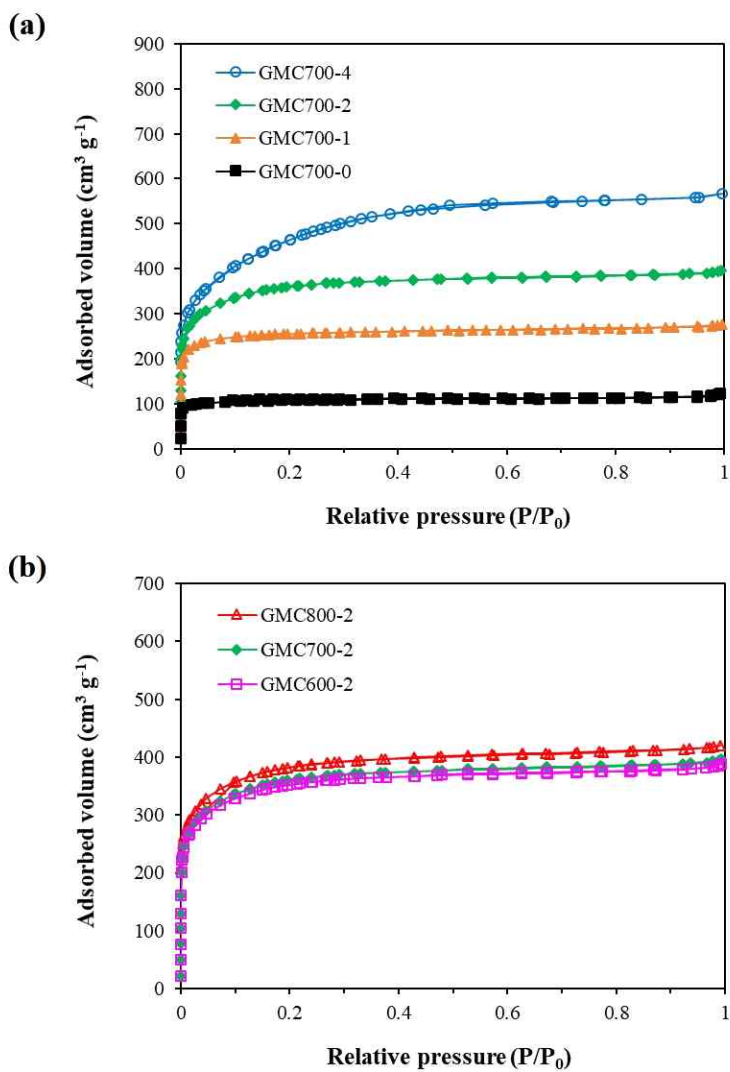 (a)
900
800
700
600
500
400
300
200
100
0
Adsorbed volume (cm³ g⁻¹)
GMC700-4
GMC700-2
GMC700-1
GMC700-0
0 0.2 0.4 0.6 0.8 1
Relative pressure (P/P₀)
(b)
700
600
500
400
300
200
100
0
Adsorbed volume (cm³ g⁻¹)
GMC800-2
GMC700-2
GMC600-2
0 0.2 0.4 0.6 0.8 1
Relative pressure (P/P₀)